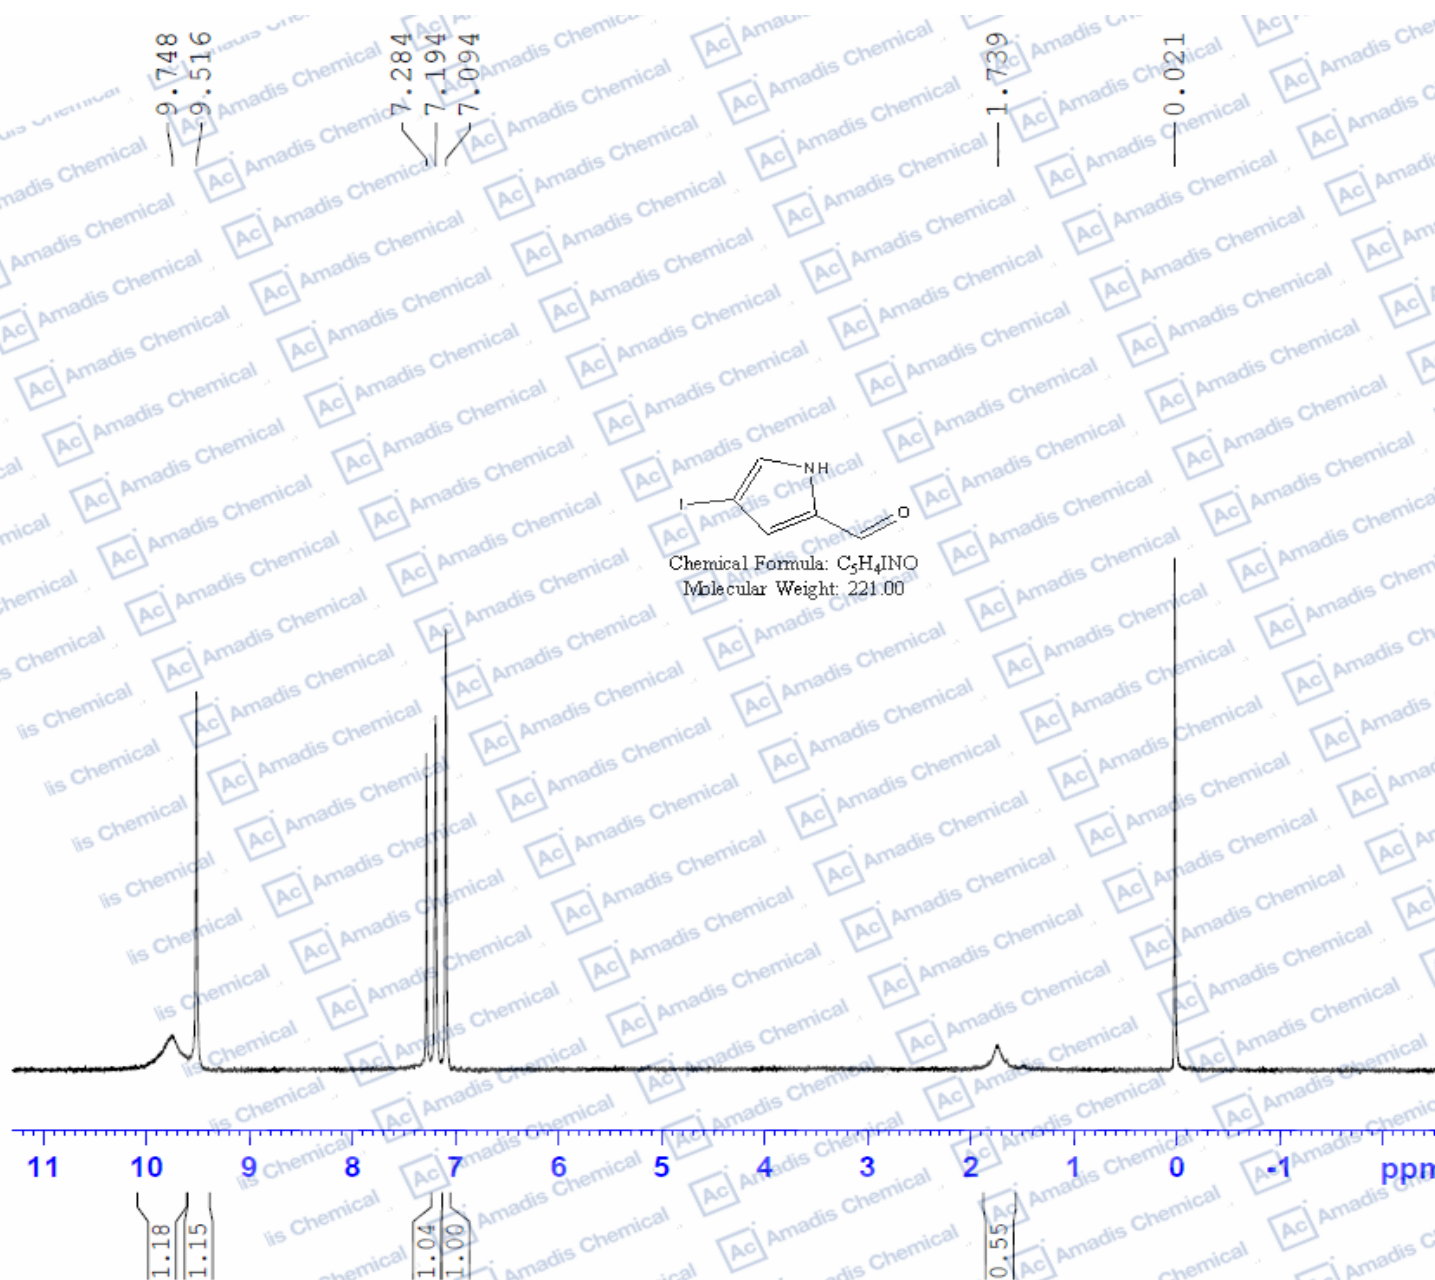 9.748
9.516
7.284
7.194
7.094
1.739
0.021
NH
I
O
Chemical Formula: C₅H₄INO
Molecular Weight: 221.00
11 10 9 8 7 6 5 4 3 2 1 0 -1 ppm
1.18
1.15
1.04
1.00
0.55
Ac Amadis Chemical